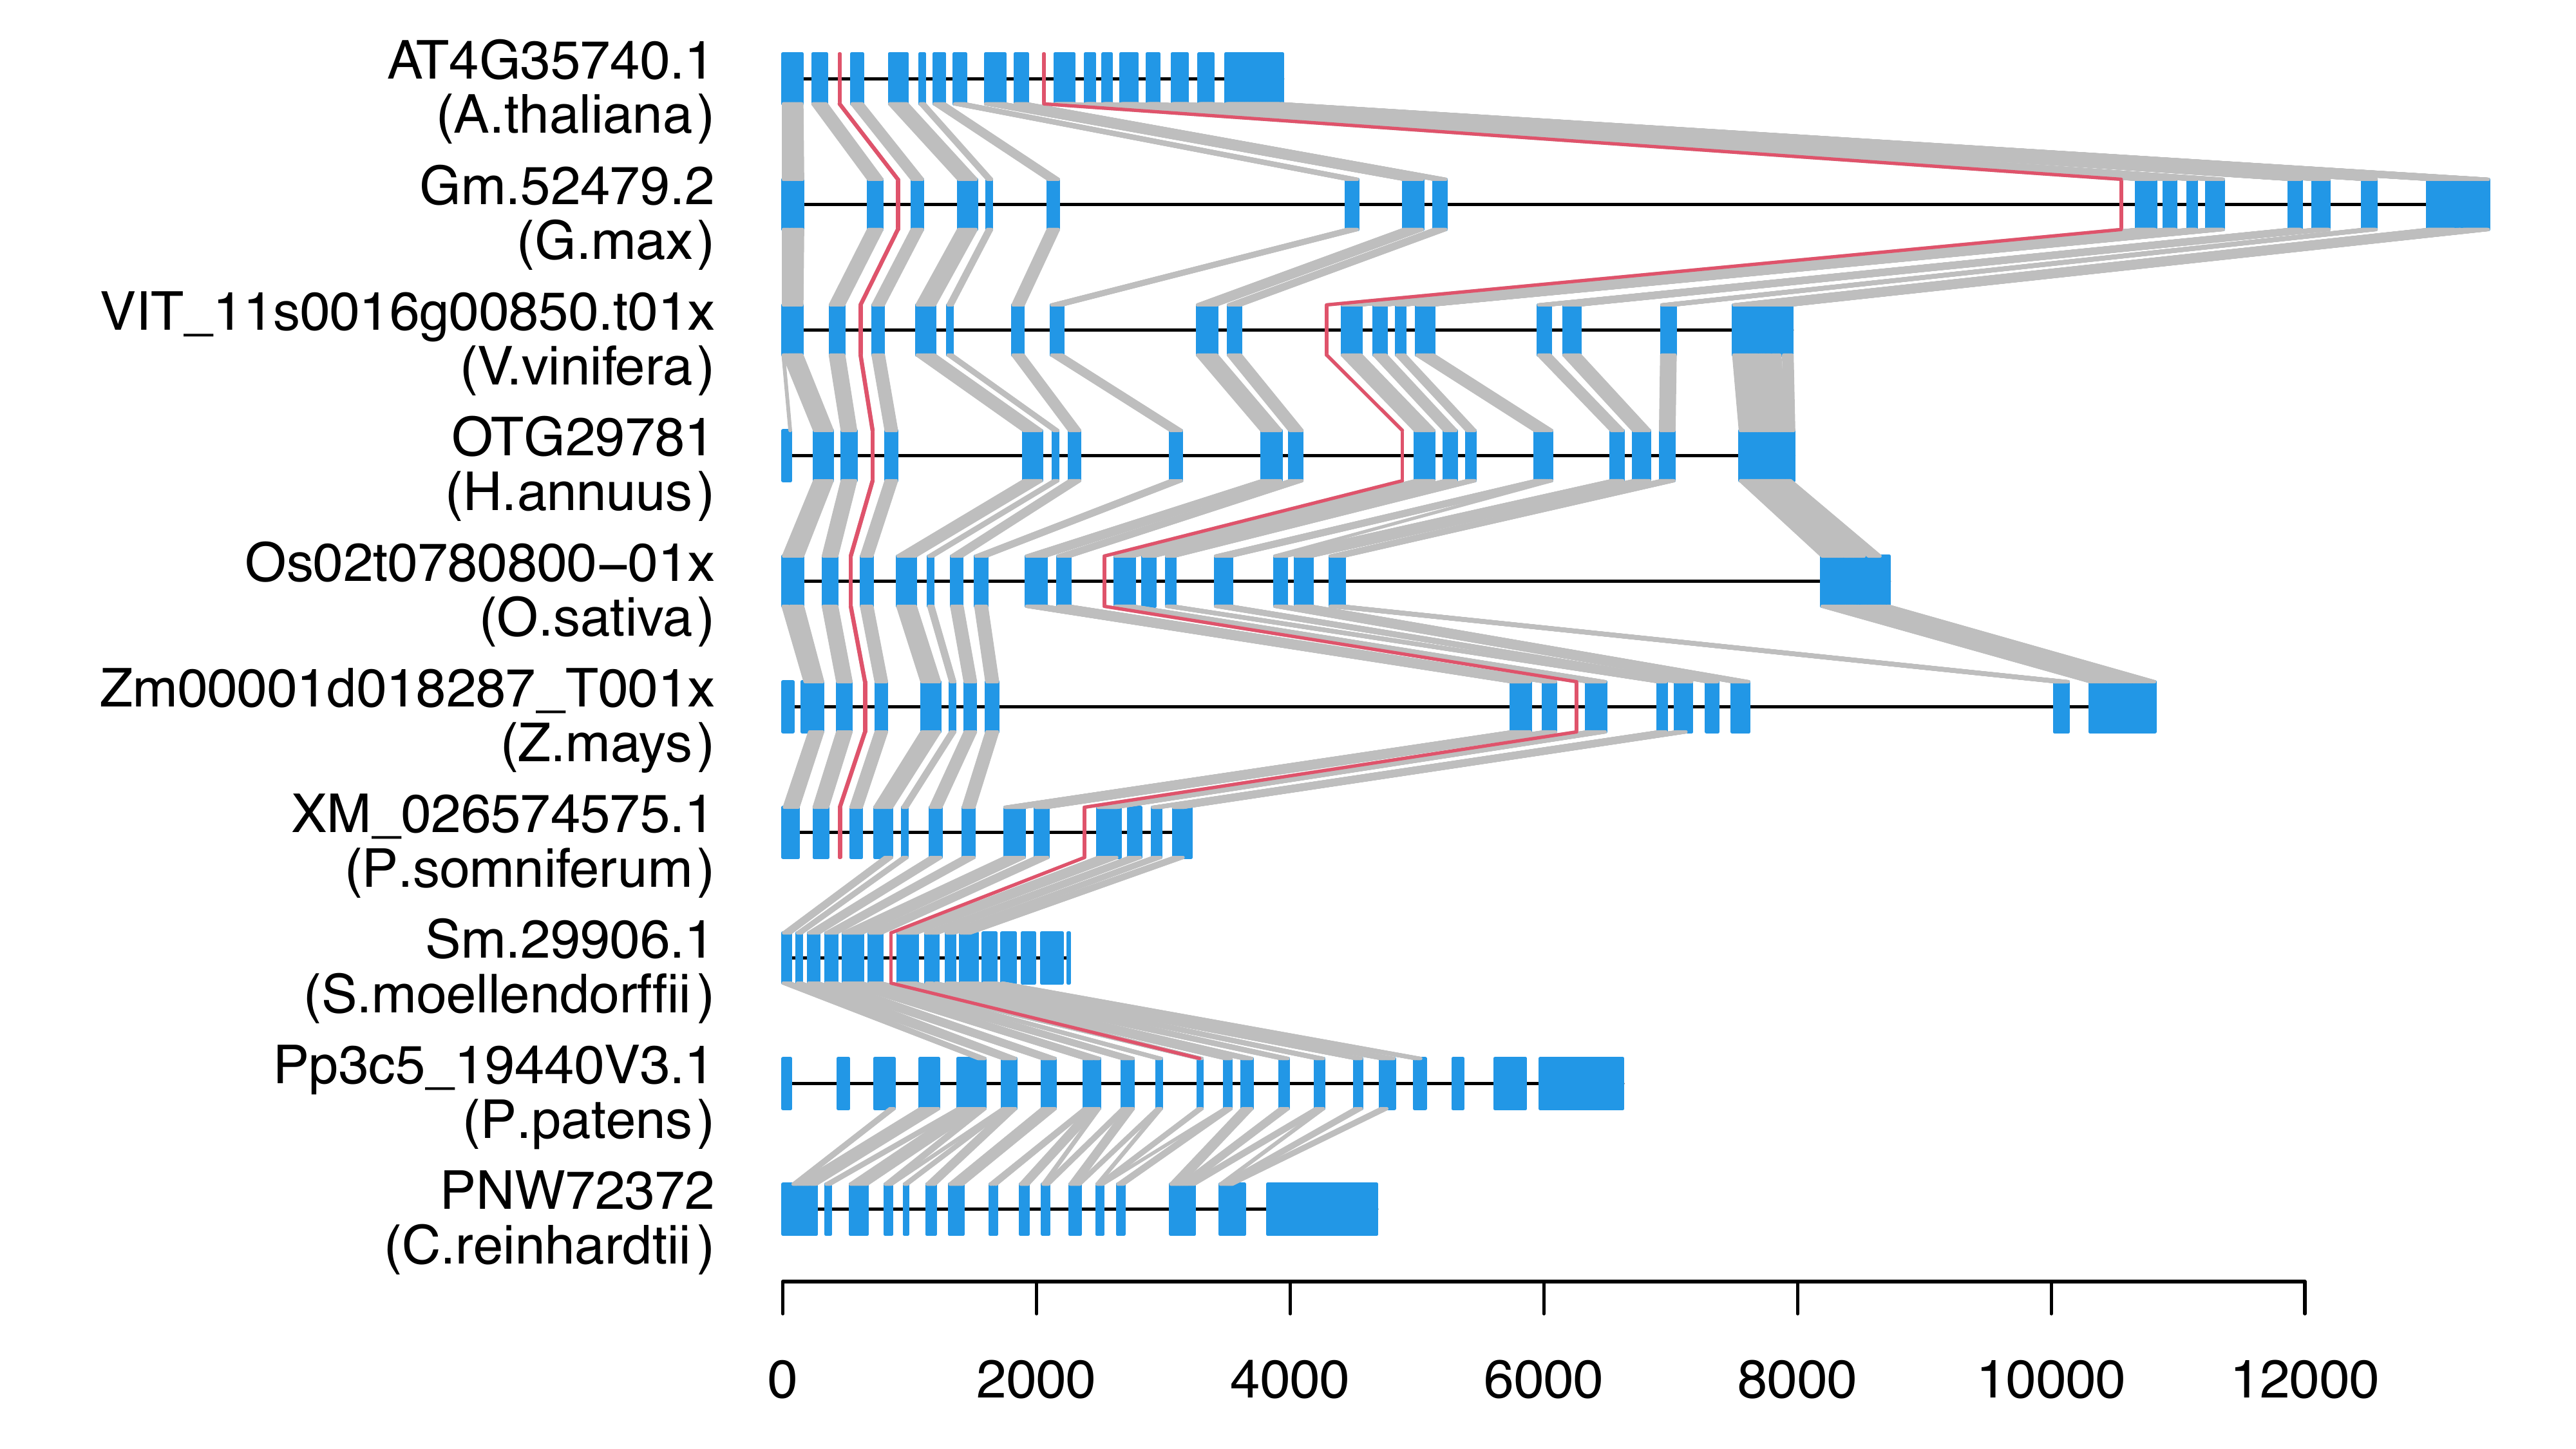 AT4G35740.1
(A.thaliana)
Gm.52479.2
(G.max)
VIT_11s0016g00850.t01x
(V.vinifera)
OTG29781
(H.annuus)
Os02t0780800−01x
(O.sativa)
Zm00001d018287_T001x
(Z.mays)
XM_026574575.1
(P.somniferum)
Sm.29906.1
(S.moellendorffii)
Pp3c5_19440V3.1
(P.patens)
PNW72372
(C.reinhardtii)
0 2000 4000 6000 8000 10000 12000